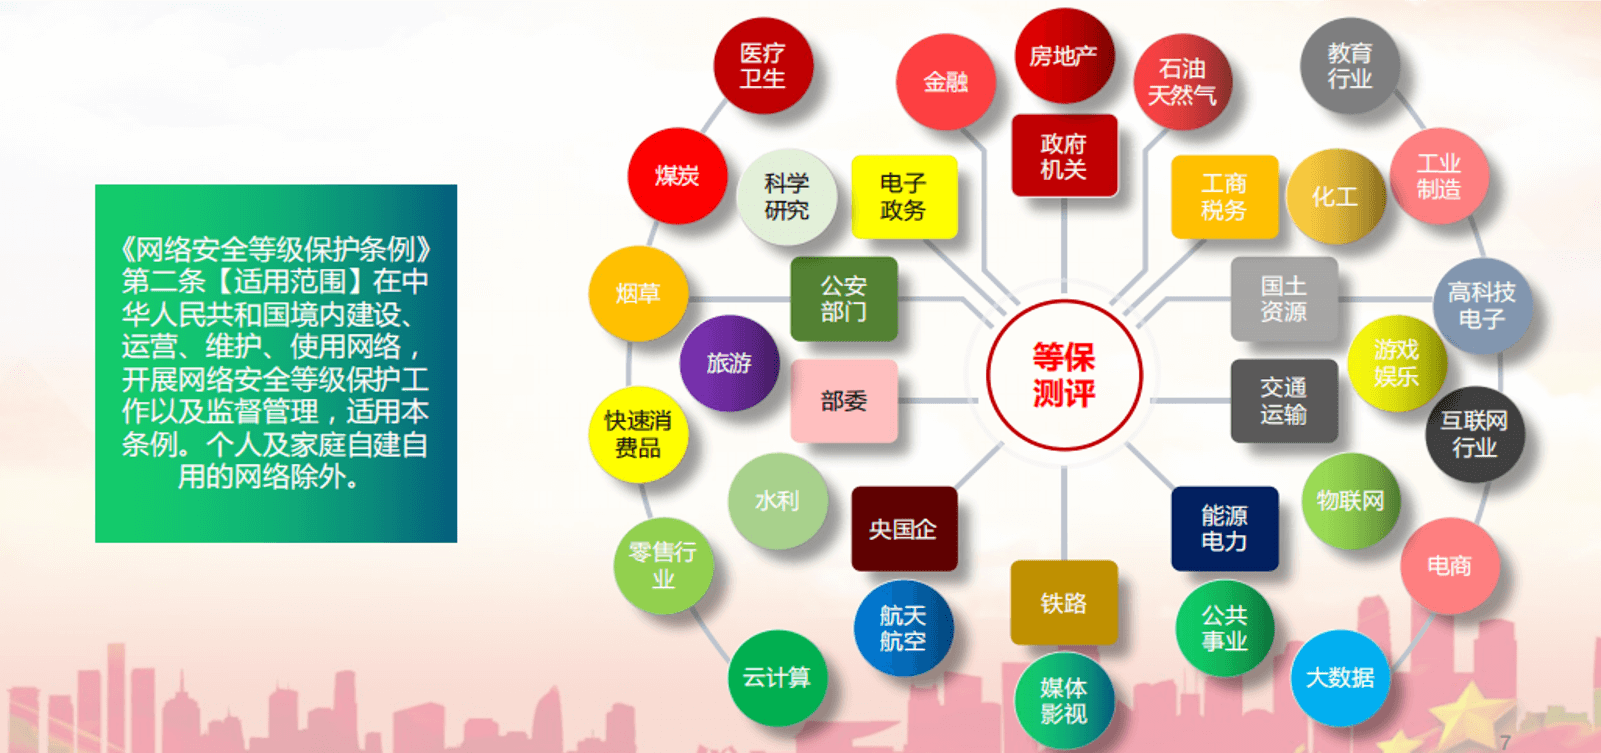 《网络安全等级保护条例》
第二条【适用范围】在中
华人民共和国境内建设、
运营、维护、使用网络，
开展网络安全等级保护工
作以及监督管理，适用本
条例。个人及家庭自建自
用的网络除外。
医疗
卫生
金融
房地产
石油
天然气
教育
行业
煤炭
科学
研究
电子
政务
政府
机关
工商
税务
化工
工业
制造
烟草
公安
部门
国土
资源
高科技
电子
旅游
部委
等保
测评
交通
运输
游戏
娱乐
快速消
费品
互联网
行业
水利
央国企
能源
电力
物联网
零售行
业
航天
航空
铁路
公共
事业
电商
云计算
媒体
影视
大数据
7